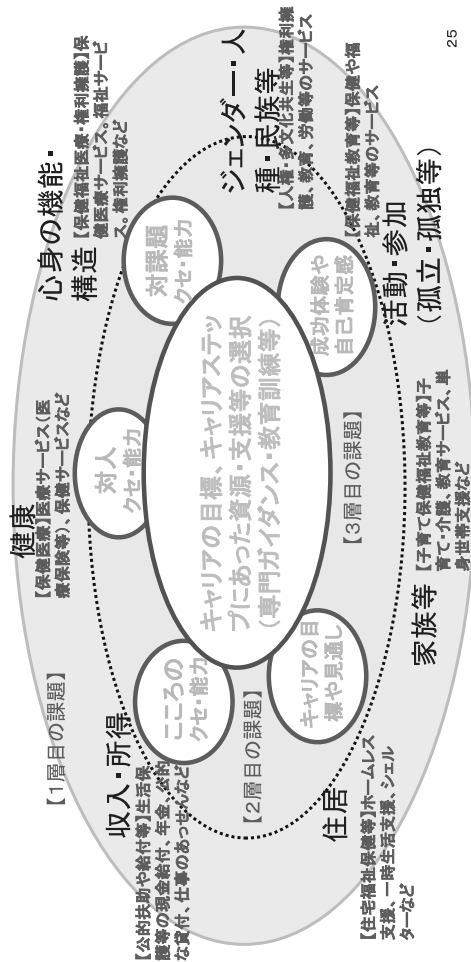 【1層目の課題】
健康
【保健医療】医療サービス(医
療保険等)、保健サービスなど
心身の機能・
構造
【保健福祉医療・権利擁護】保
健医療サービス。福祉サービ
ス。権利擁護など
収入・所得
【公的扶助や給付等】生活保
護等の現金給付、年金、公的
な貸付、仕事のあっせんなど
こころの
クセ・能力
対人
クセ・能力
対課題
クセ・能力
ジェンダー・人
種・民族等
【人権・多文化共生等】権利擁
護、教育、労働等のサービス
キャリアの目標、キャリアステッ
プにあった資源・支援等の選択
(専門ガイダンス・教育訓練等)
【2層目の課題】
キャリアの目
標や見通し
【3層目の課題】
成功体験や
自己肯定感
【保健福祉教育等】保健や福
祉、教育等のサービス
活動・参加
(孤立・孤独等)
住居
【住宅福祉保健等】ホームレス
支援、一時生活支援、シェル
ターなど
家族等
【子育て保健福祉教育等】子
育て・介護、教育サービス、単
身世帯支援など
25